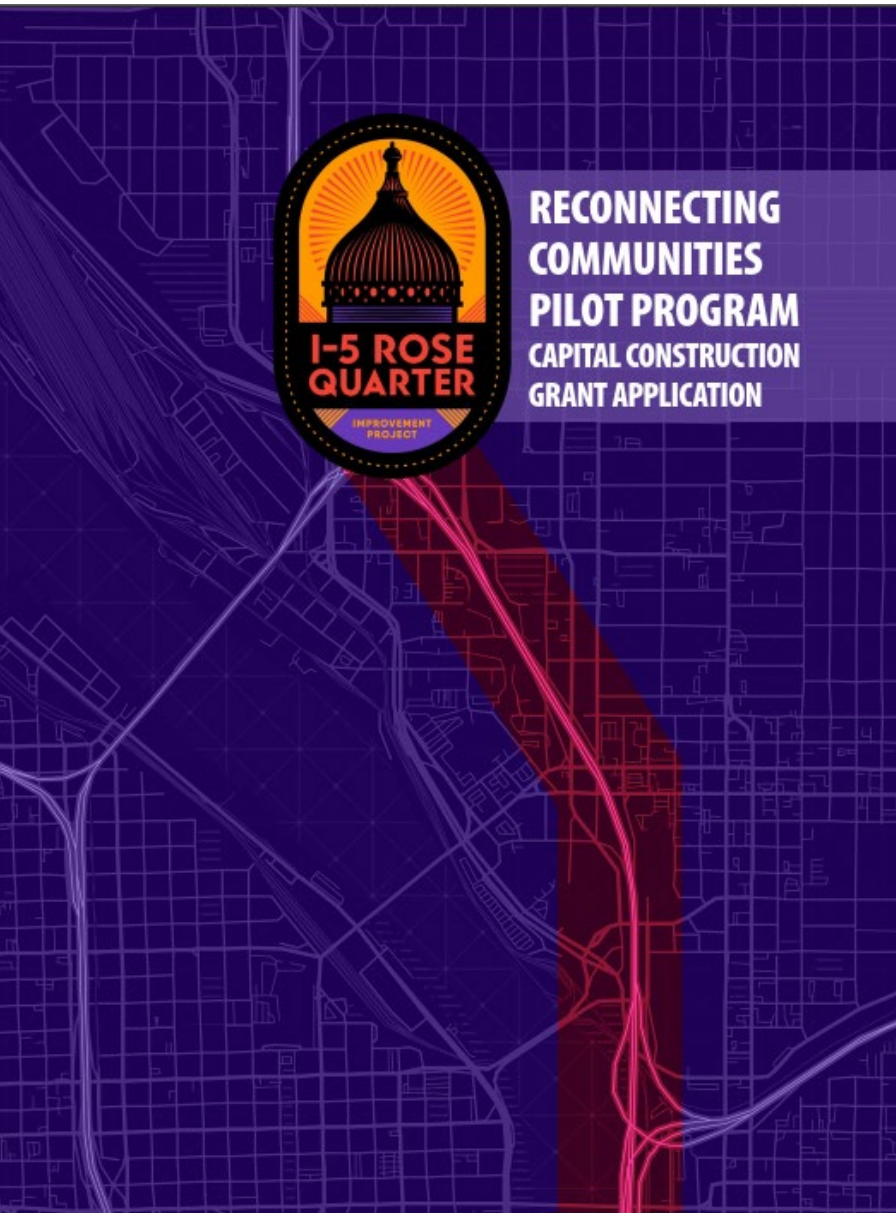 I-5 ROSE
QUARTER
IMPROVEMENT
PROJECT
RECONNECTING
COMMUNITIES
PILOT PROGRAM
CAPITAL CONSTRUCTION
GRANT APPLICATION